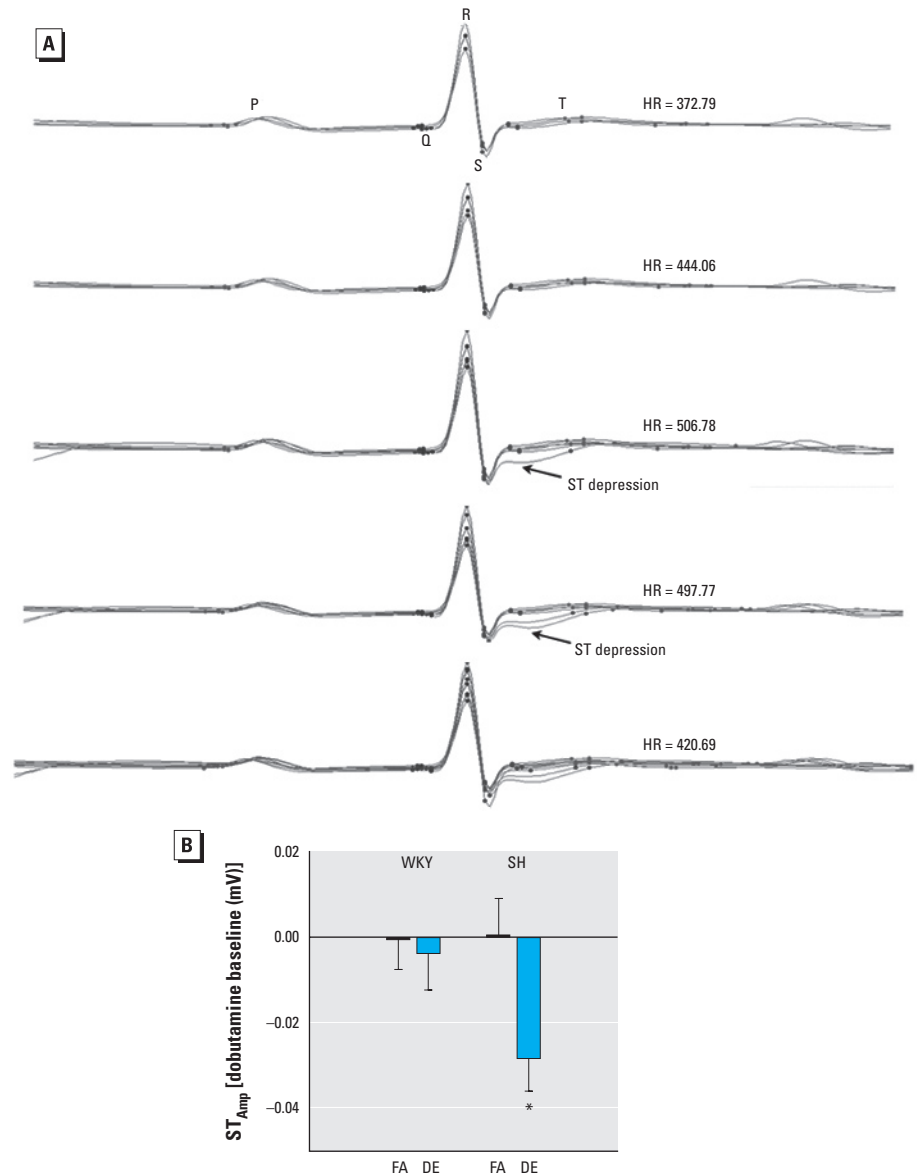 A
R
P
T
HR = 372.79
Q
S
HR = 444.06
HR = 506.78
ST depression
HR = 497.77
ST depression
HR = 420.69
B
ST_Amp [dobutamine baseline (mV)]
0.02
0.00
–0.02
–0.04
WKY SH
*
FA DE FA DE